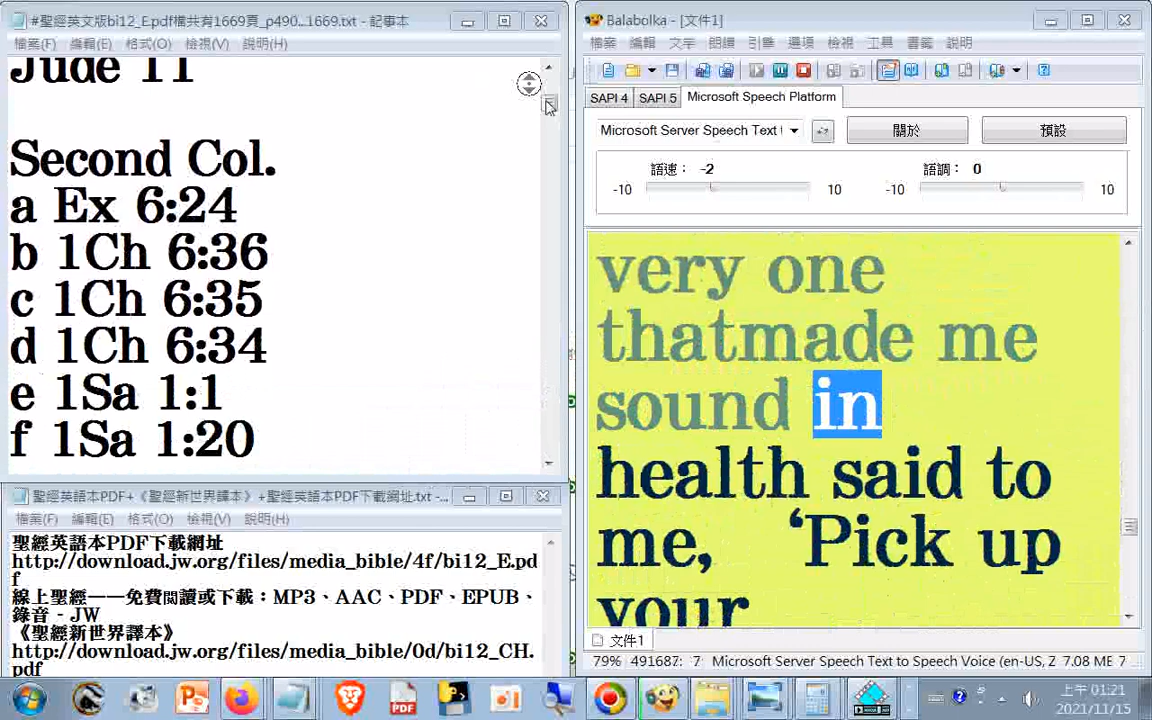 #聖經英文版bi12_E.pdf檔共有1669頁_p490...1669.txt - 記事本
檔案(F) 編輯(E) 格式(O) 檢視(V) 說明(H)
Jude 11
Second Col.
a Ex 6:24
b 1Ch 6:36
c 1Ch 6:35
d 1Ch 6:34
e 1Sa 1:1
f 1Sa 1:20
聖經英語本PDF+《聖經新世界譯本》+聖經英語本PDF下載網址.txt - ...
檔案(F) 編輯(E) 格式(O) 檢視(V) 說明(H)
聖經英語本PDF下載網址
http://download.jw.org/files/media_bible/4f/bi12_E.pd
f
線上聖經——免費閱讀或下載：MP3、AAC、PDF、EPUB、
錄音 - JW
《聖經新世界譯本》
http://download.jw.org/files/media_bible/0d/bi12_CH.
pdf
Balabolka - [文件1]
檔案 編輯 文字 朗讀 引擎 選項 檢視 工具 書籤 說明
SAPI 4 SAPI 5 Microsoft Speech Platform
Microsoft Server Speech Text 關於 預設
語速： -2 語調： 0
-10 10 -10 10
very one
thatmade me
sound in
health said to
me, ‘Pick up
your
文件1
79% 491687: 7 Microsoft Server Speech Text to Speech Voice (en-US, Z 7.08 ME 7
上午 01:21
2021/11/15